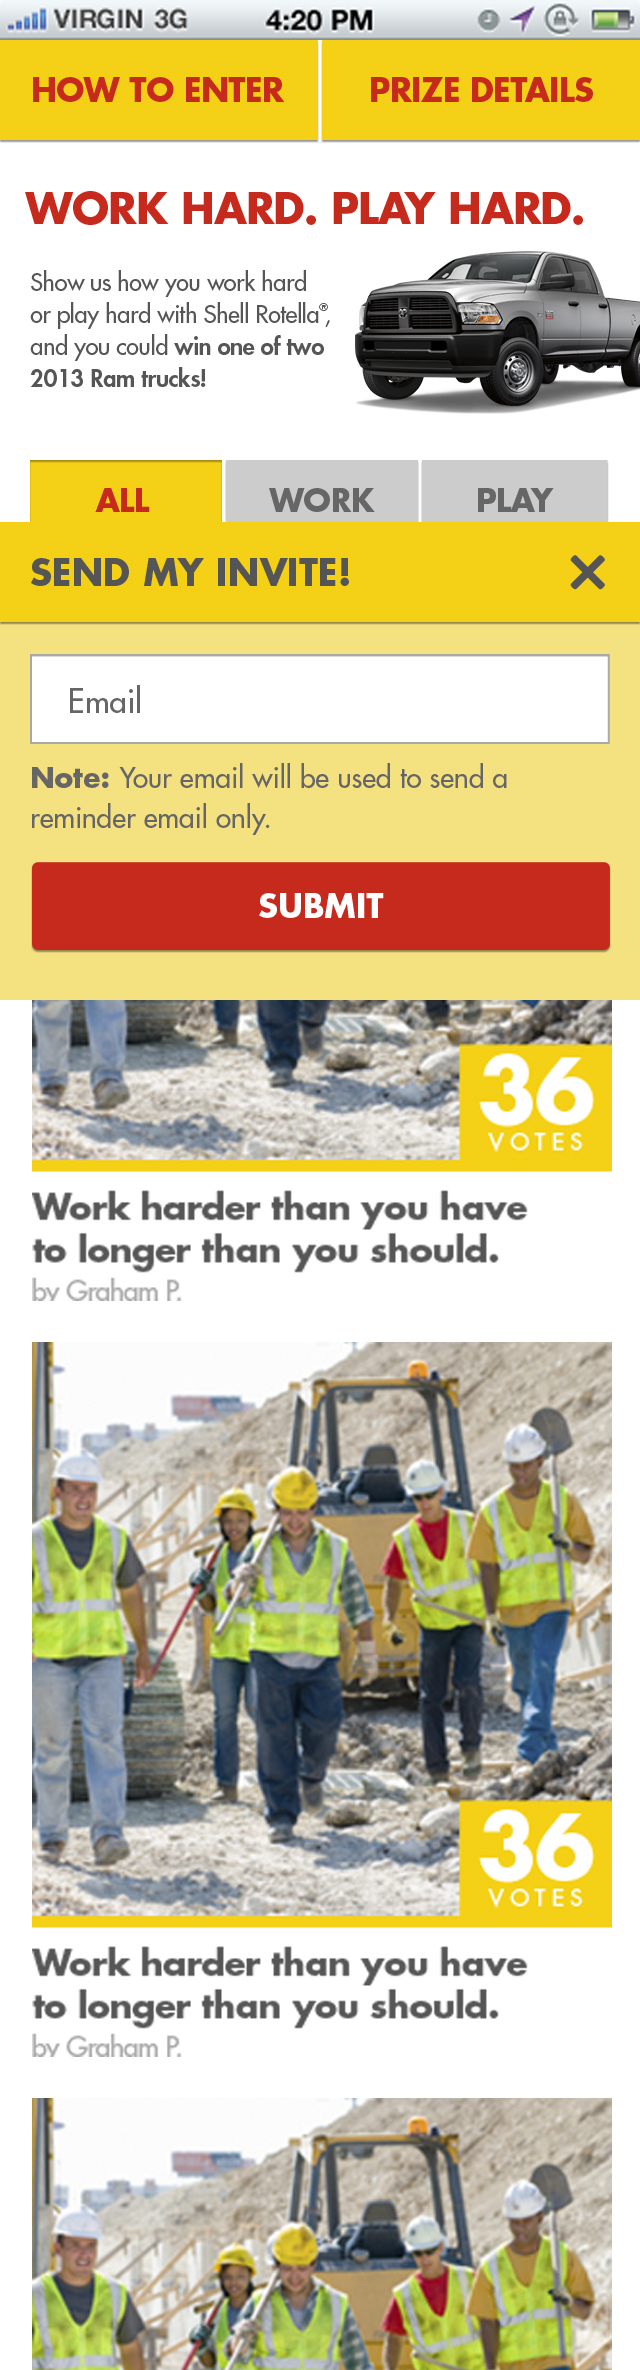 VIRGIN 3G 4:20 PM
HOW TO ENTER PRIZE DETAILS
WORK HARD. PLAY HARD.
Show us how you work hard
or play hard with Shell Rotella®,
and you could win one of two
2013 Ram trucks!
ALL WORK PLAY
SEND MY INVITE!
Email
Note: Your email will be used to send a
reminder email only.
SUBMIT
36
VOTES
Work harder than you have
to longer than you should.
by Graham P.
36
VOTES
Work harder than you have
to longer than you should.
by Graham P.